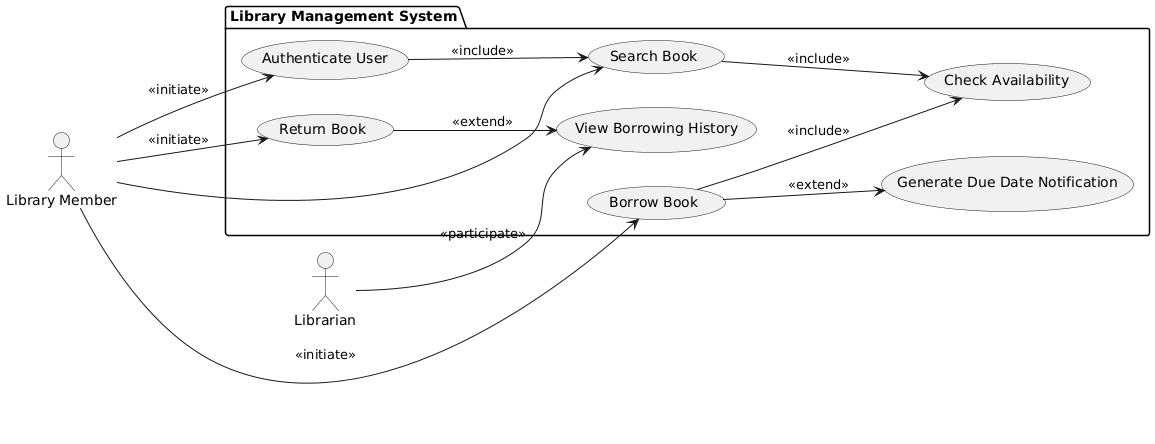 Library Management System
Authenticate User
«include»
Search Book
«include»
Check Availability
«initiate»
Return Book
«extend»
View Borrowing History
«initiate»
«include»
Library Member
Borrow Book
«extend»
Generate Due Date Notification
«participate»
Librarian
«initiate»